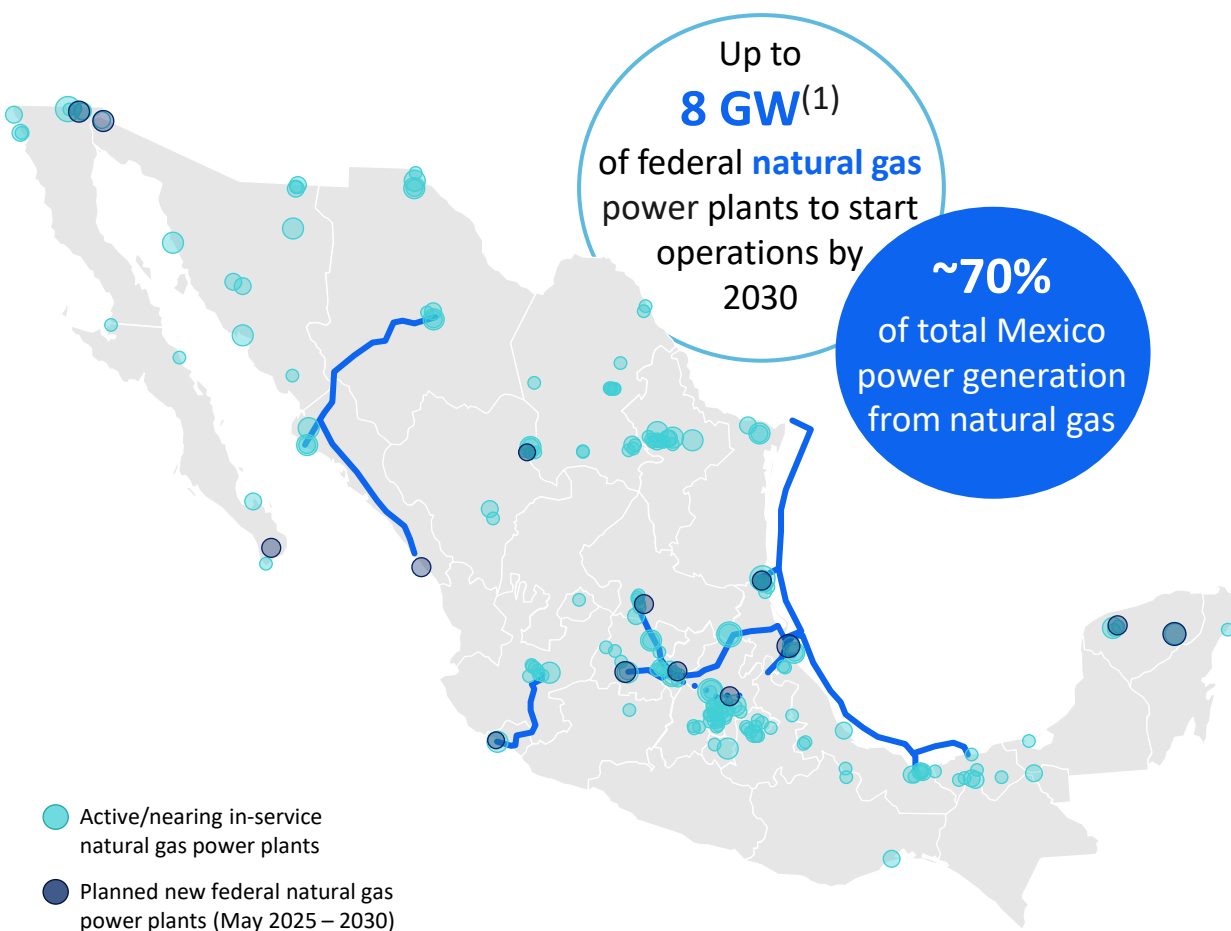 Up to
8 GW(1)
of federal natural gas
power plants to start
operations by
2030
~70%
of total Mexico
power generation
from natural gas
Active/nearing in-service
natural gas power plants
Planned new federal natural gas
power plants (May 2025 – 2030)